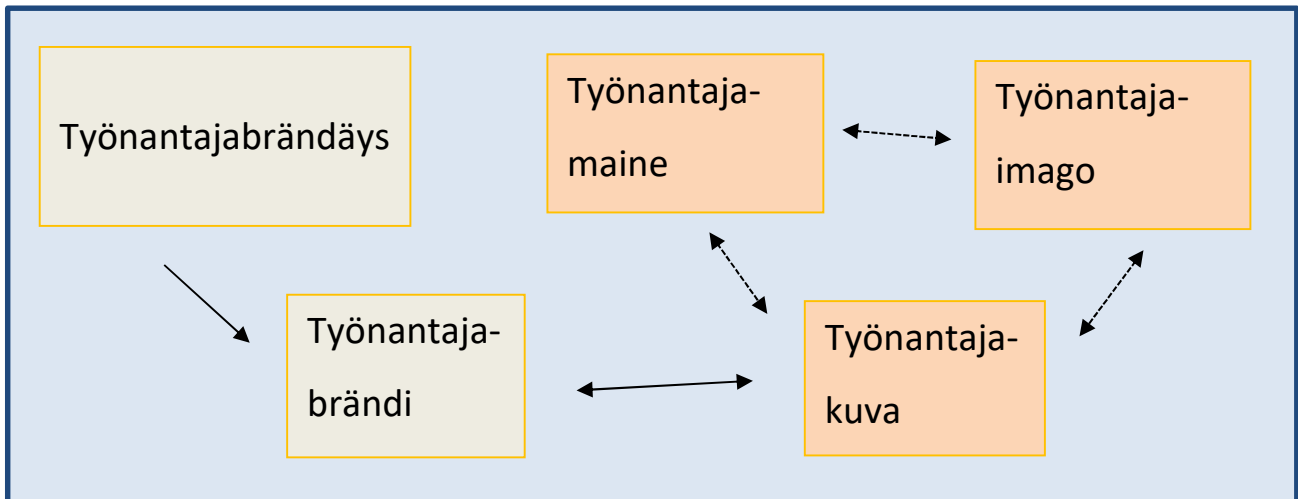 Työnantajabrändäys
Työnantaja-
maine
Työnantaja-
imago
Työnantaja-
brändi
Työnantaja-
kuva